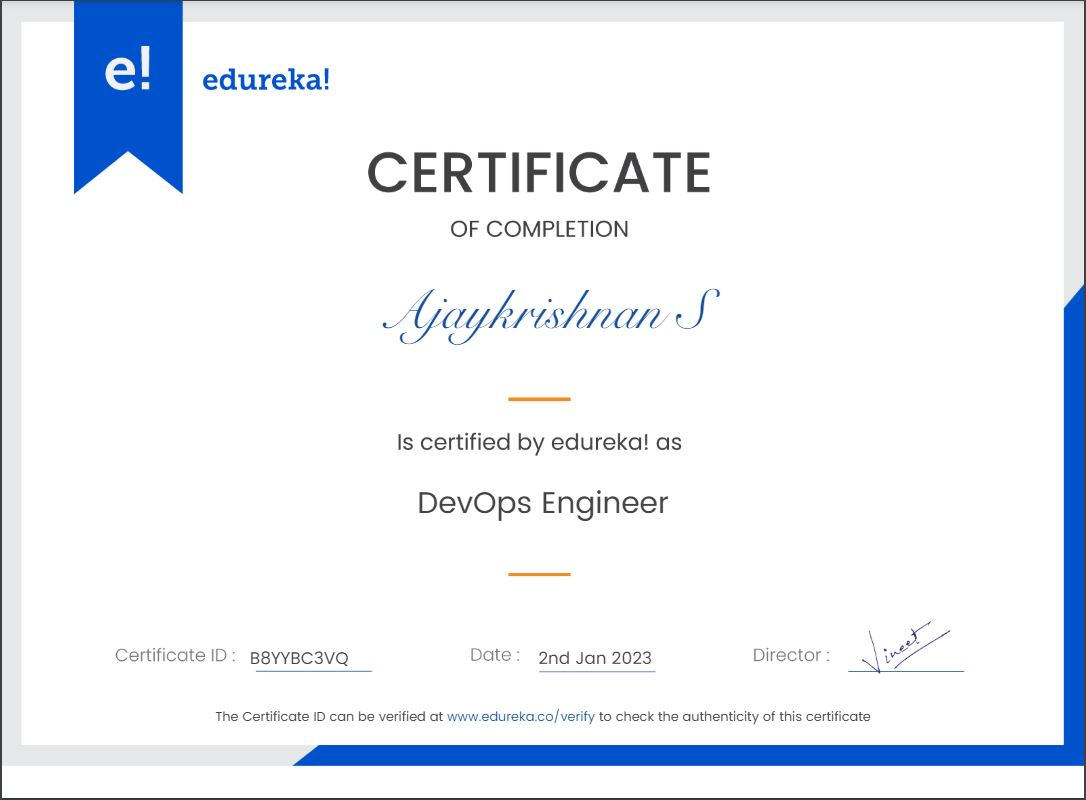 e!
edureka!
CERTIFICATE
OF COMPLETION
Ajaykrishnan S
Is certified by edureka! as
DevOps Engineer
Certificate ID : B8YYBC3VQ
Date : 2nd Jan 2023
Director : Vineet
The Certificate ID can be verified at www.edureka.co/verify to check the authenticity of this certificate